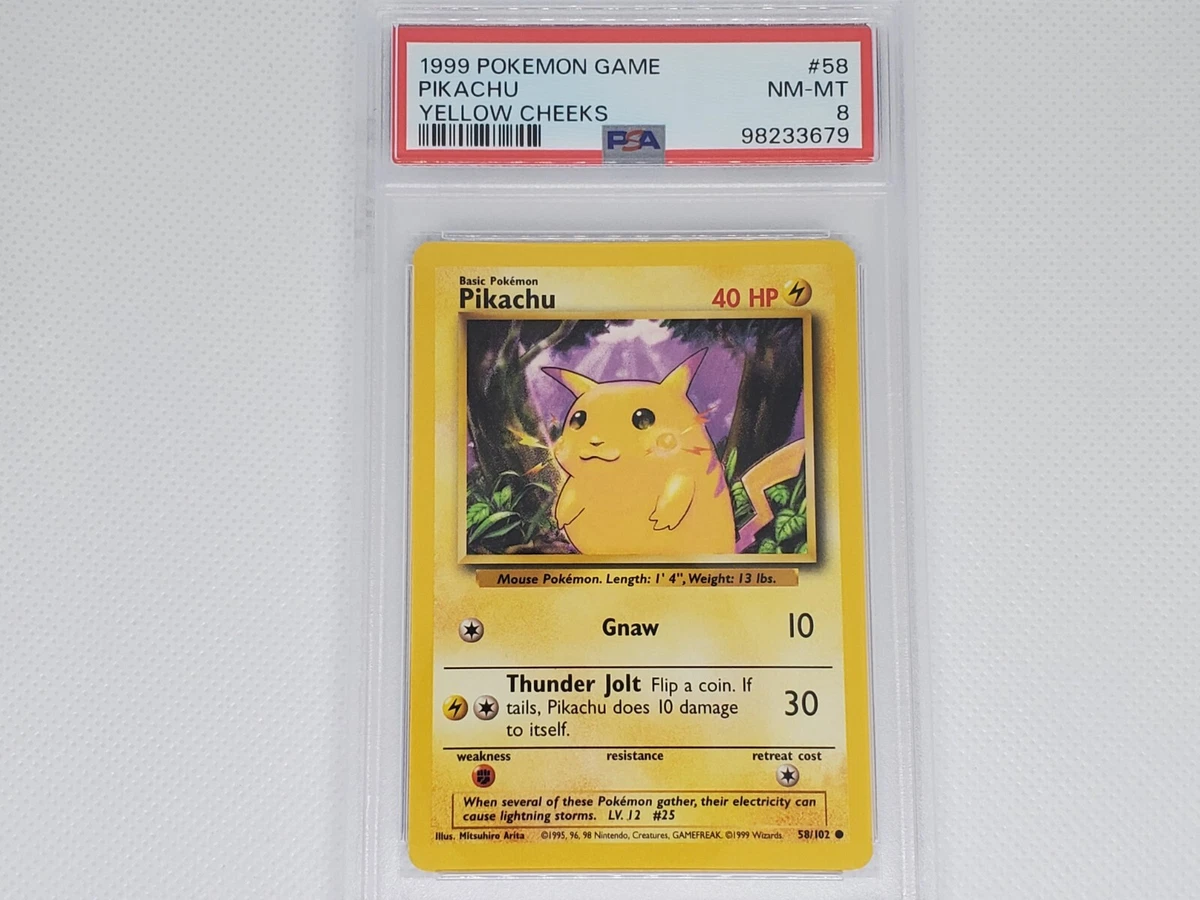 1999 POKEMON GAME #58
PIKACHU NM-MT
YELLOW CHEEKS 8
PSA 98233679
Basic Pokémon
Pikachu 40 HP
Mouse Pokémon. Length: 1' 4", Weight: 13 lbs.
Gnaw 10
Thunder Jolt Flip a coin. If
tails, Pikachu does 10 damage
to itself.
30
weakness resistance retreat cost
When several of these Pokémon gather, their electricity can
cause lightning storms. LV. 12 #25
Illus. Mitsuhiro Arita ©1995, 96, 98 Nintendo, Creatures, GAMEFREAK. ©1999 Wizards. 58/102